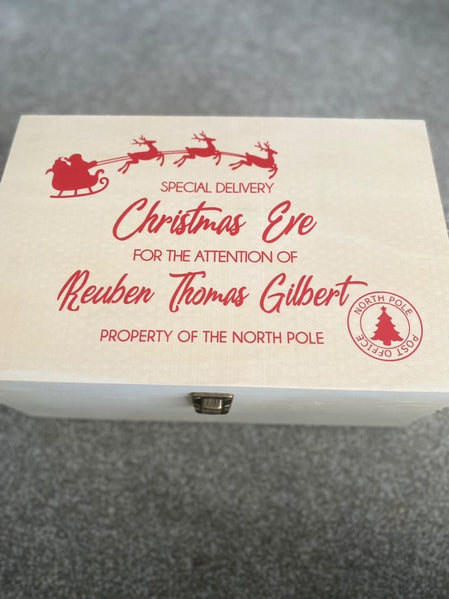 SPECIAL DELIVERY
Christmas Eve
FOR THE ATTENTION OF
Reuben Thomas Gilbert
PROPERTY OF THE NORTH POLE
NORTH POLE
POST OFFICE